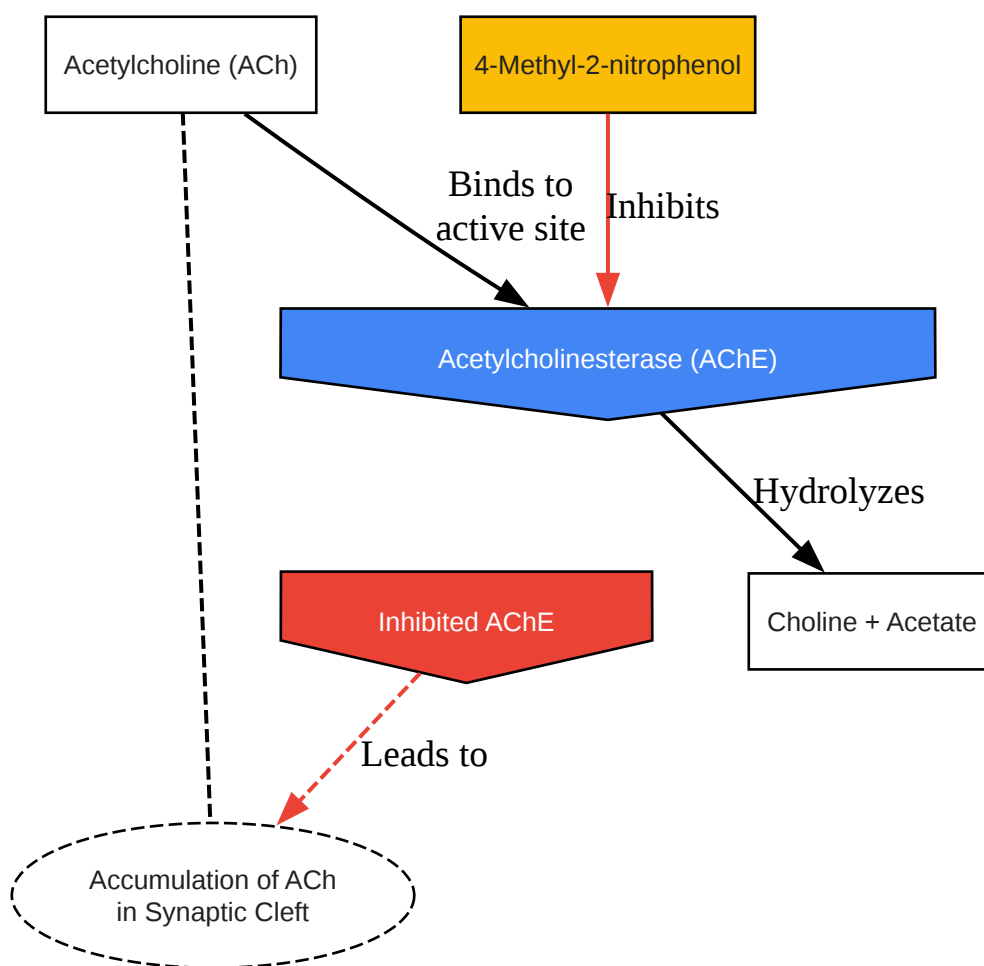 Acetylcholine (ACh)
4-Methyl-2-nitrophenol
Binds to
active site
Inhibits
Acetylcholinesterase (AChE)
Hydrolyzes
Inhibited AChE
Choline + Acetate
Leads to
Accumulation of ACh
in Synaptic Cleft